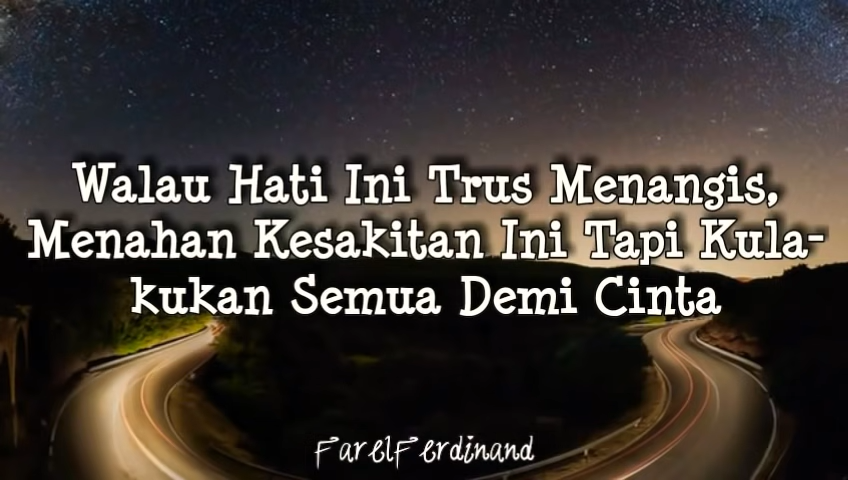 Walau Hati Ini Trus Menangis,
Menahan Kesakitan Ini Tapi Kula-
kukan Semua Demi Cinta
FarelFerdinand